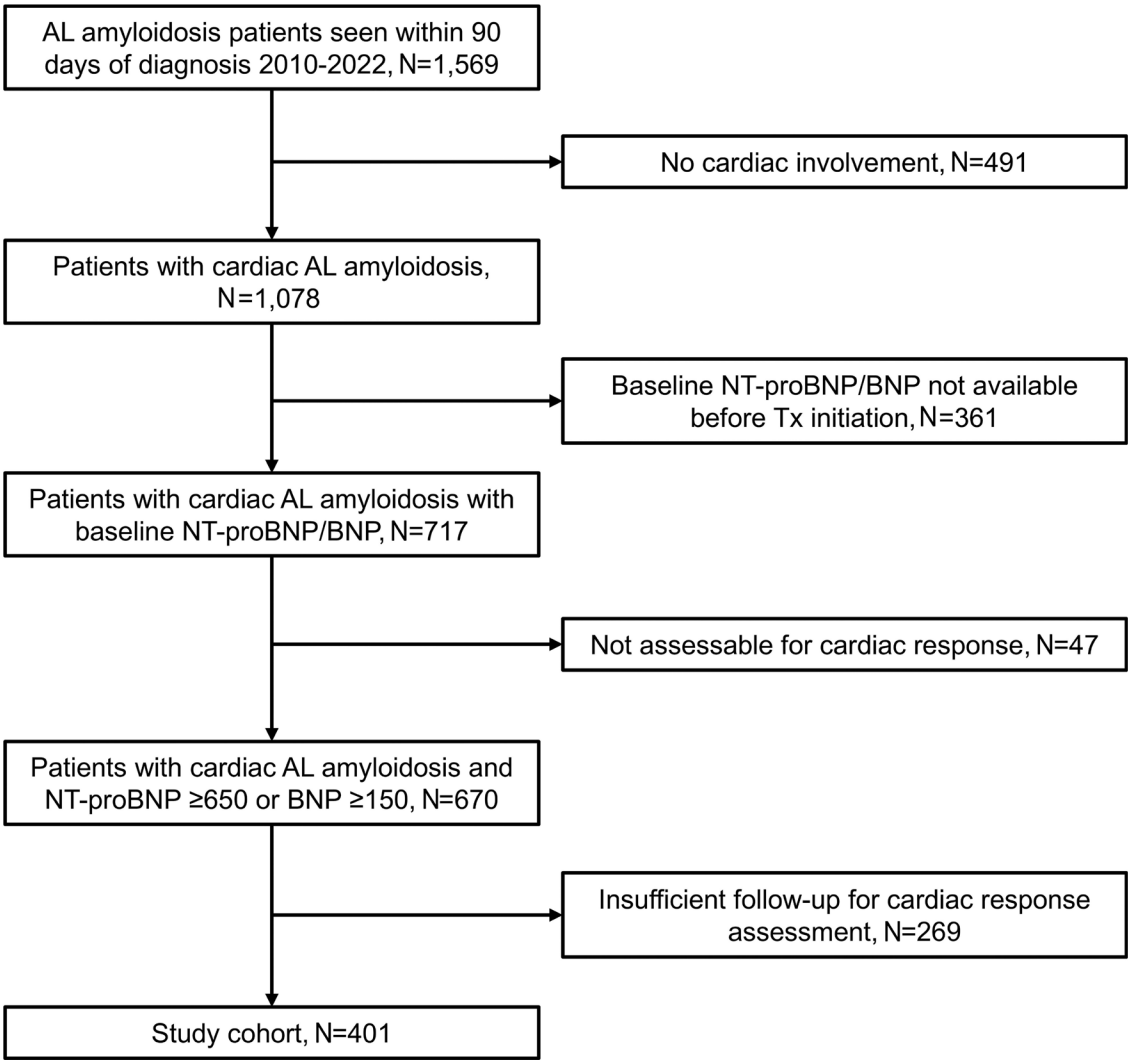 AL amyloidosis patients seen within 90
days of diagnosis 2010-2022, N=1,569
No cardiac involvement, N=491
Patients with cardiac AL amyloidosis,
N=1,078
Baseline NT-proBNP/BNP not available
before Tx initiation, N=361
Patients with cardiac AL amyloidosis with
baseline NT-proBNP/BNP, N=717
Not assessable for cardiac response, N=47
Patients with cardiac AL amyloidosis and
NT-proBNP ≥650 or BNP ≥150, N=670
Insufficient follow-up for cardiac response
assessment, N=269
Study cohort, N=401